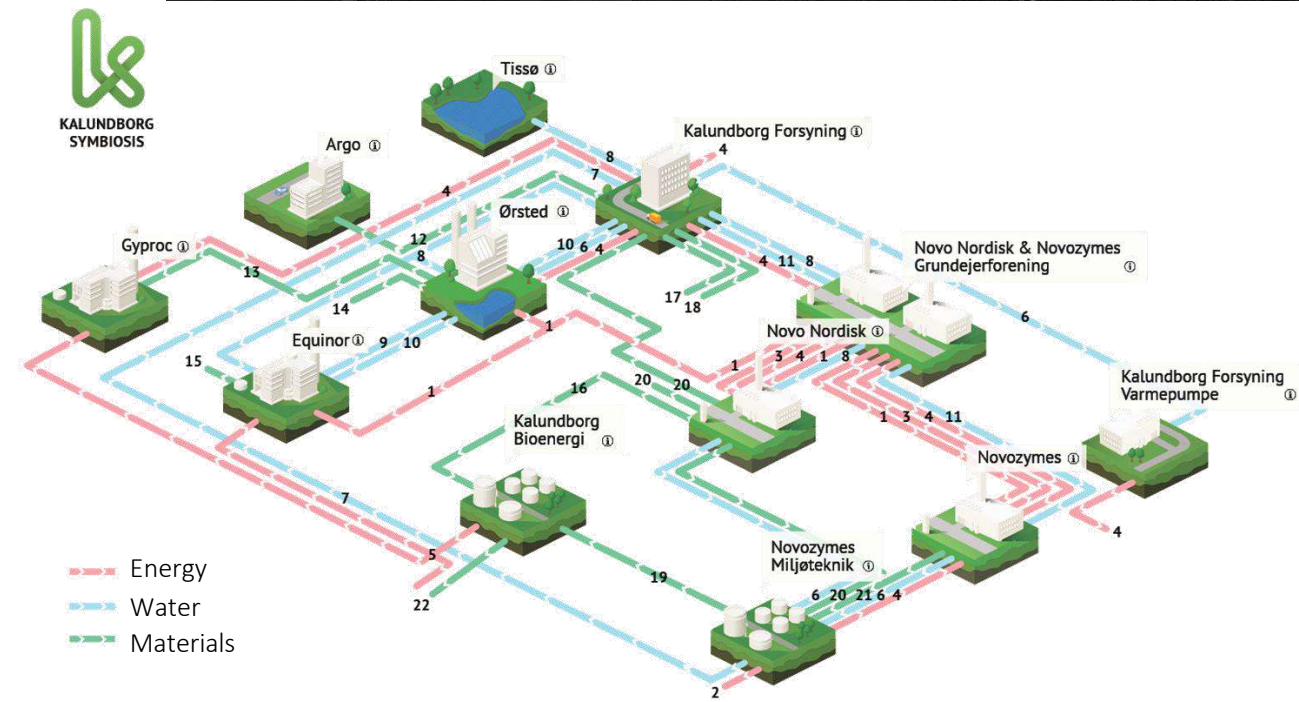 KALUNDBORG
SYMBIOSIS
Tissø
Kalundborg Forsyning
4
Argo
8
7
4
Ørsted
Gyproc
12
8
10 6 4
Novo Nordisk & Novozymes
Grundejerforening
13
4 11 8
14
17
18
6
Equinor
9 10
1
Novo Nordisk
15
1 3 4 1 8
Kalundborg Forsyning
Varmepumpe
1
16
20 20
1 3 4 11
Kalundborg
Bioenergi
Novozymes
7
4
5
Novozymes
Miljøteknik
Energy
19
6 20 21 6 4
Water
22
Materials
2